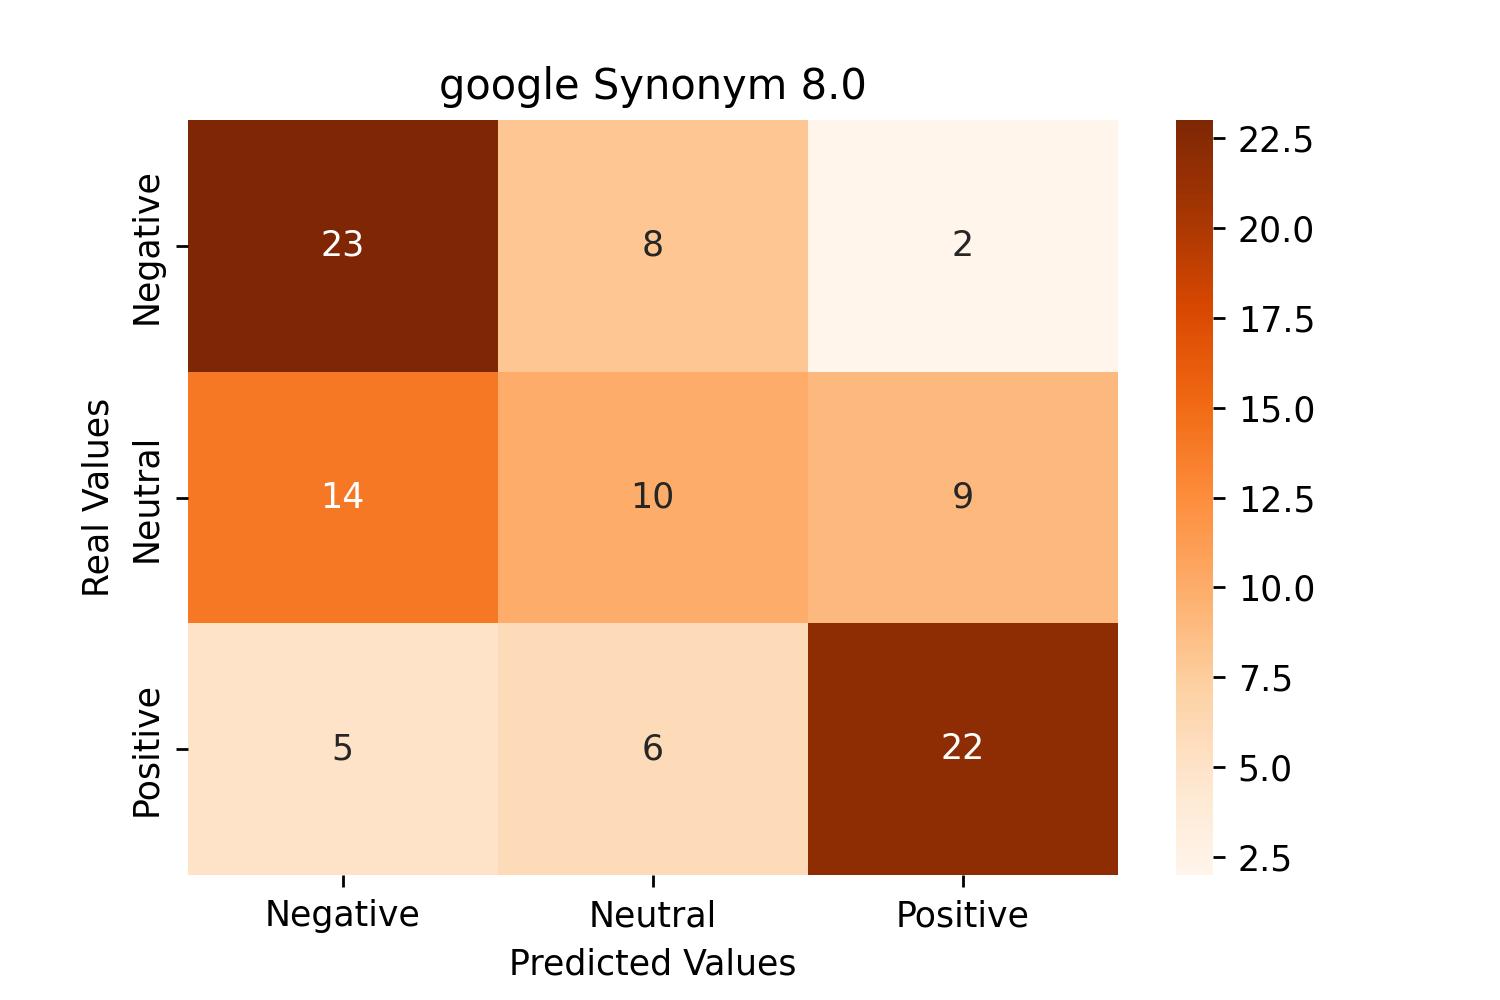 google Synonym 8.0
Real Values
Negative
23 8 2
Neutral
14 10 9
Positive
5 6 22
Negative Neutral Positive
Predicted Values
22.5
20.0
17.5
15.0
12.5
10.0
7.5
5.0
2.5